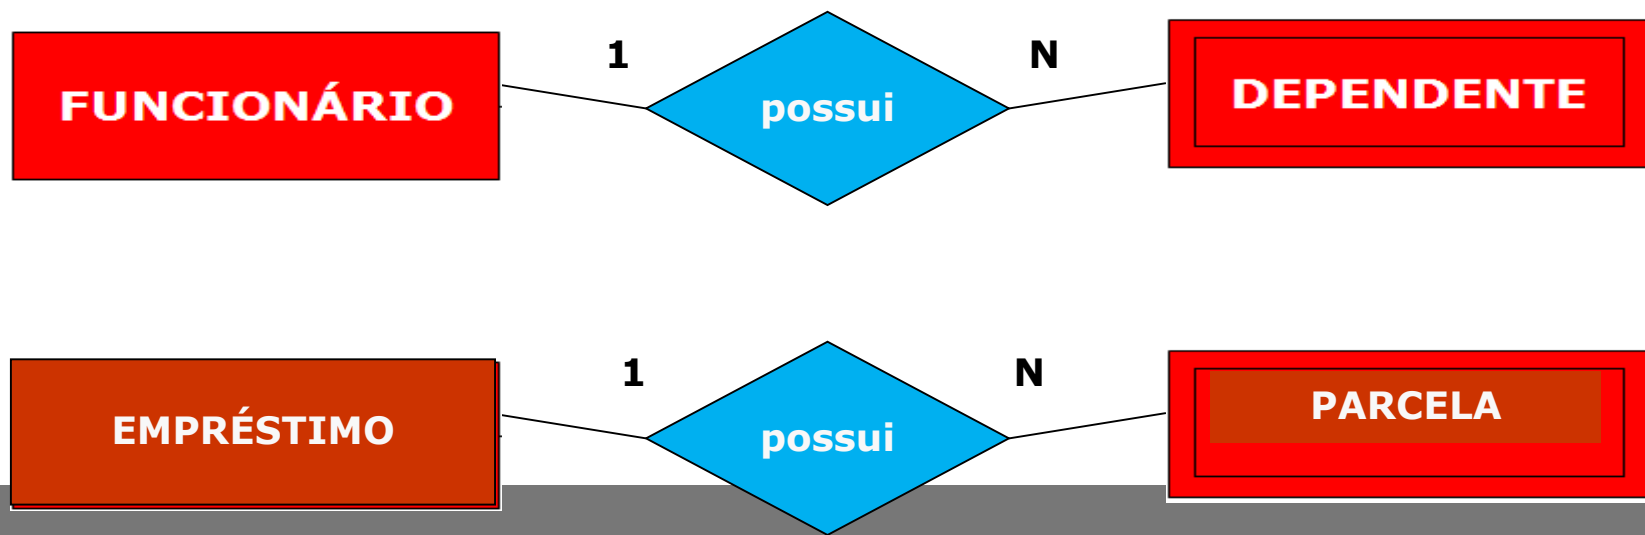 FUNCIONÁRIO
1
possui
N
DEPENDENTE
EMPRÉSTIMO
1
possui
N
PARCELA